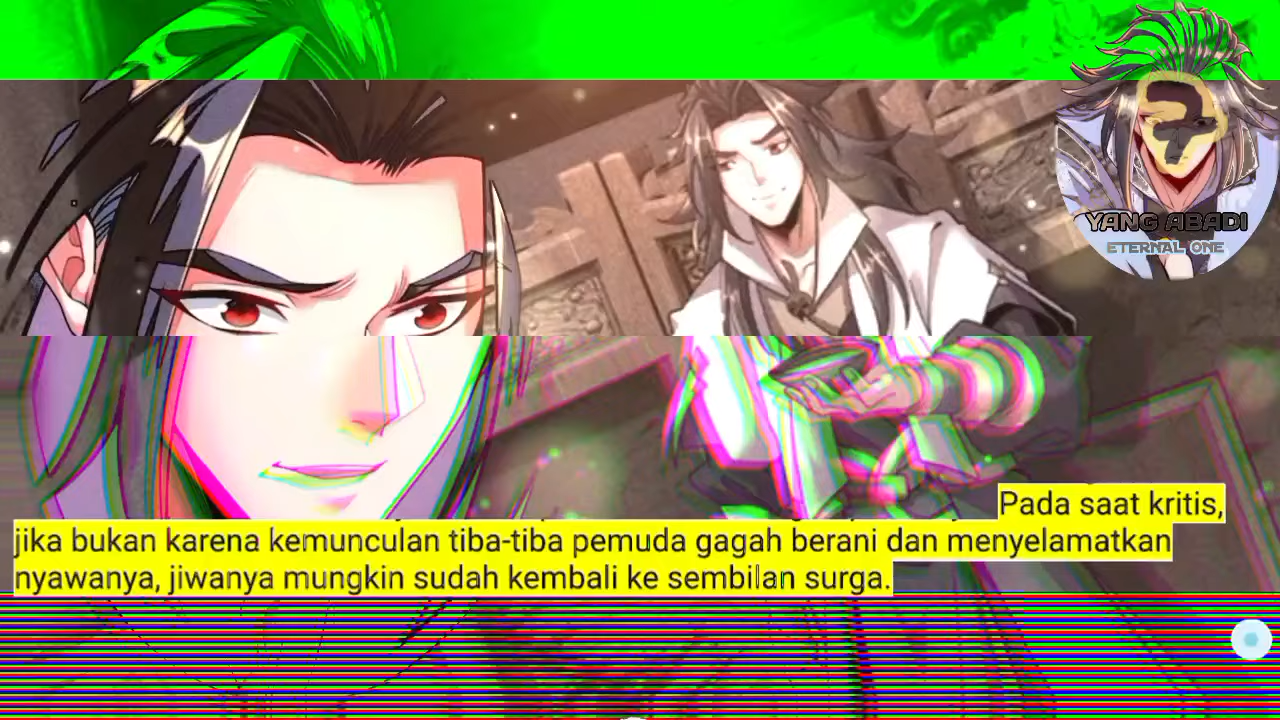 YANG ABADI
ETERNAL ONE
Pada saat kritis,
jika bukan karena kemunculan tiba-tiba pemuda gagah berani dan menyelamatkan
nyawanya, jiwanya mungkin sudah kembali ke sembilan surga.